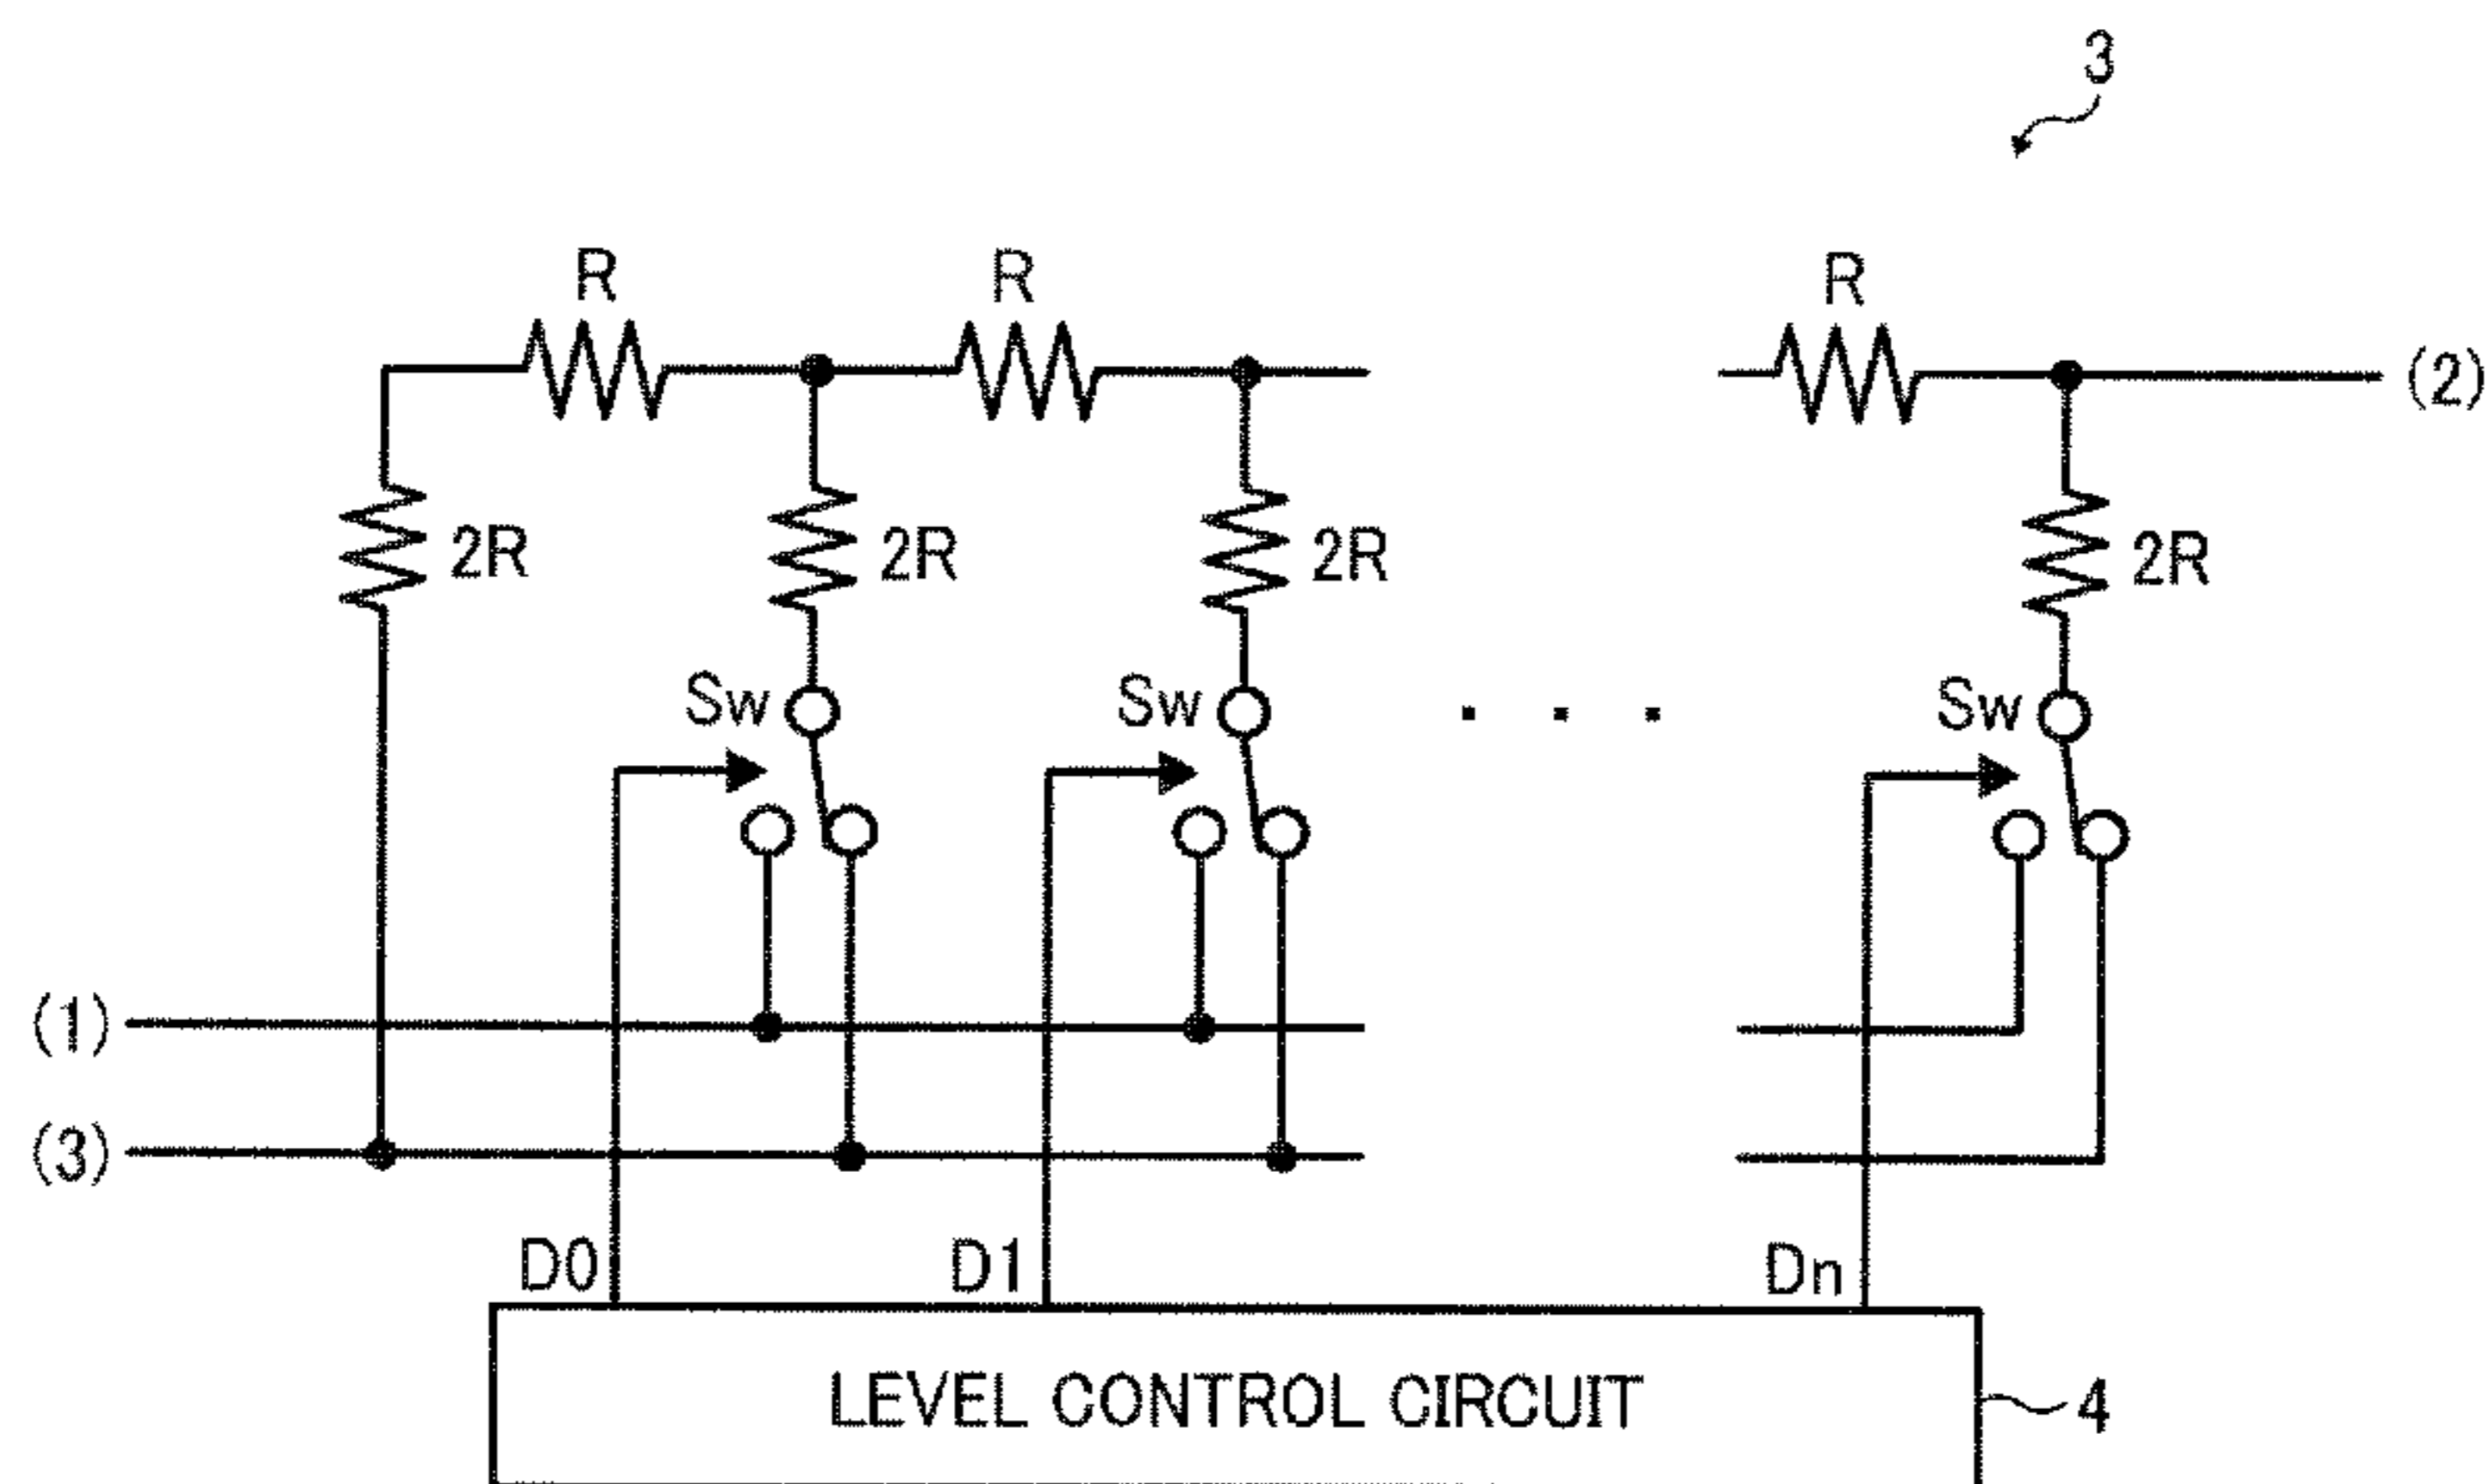 3
R R R
(2)
2R 2R 2R 2R
Sw Sw Sw
(1)
(3)
D0 D1 Dn
LEVEL CONTROL CIRCUIT
4